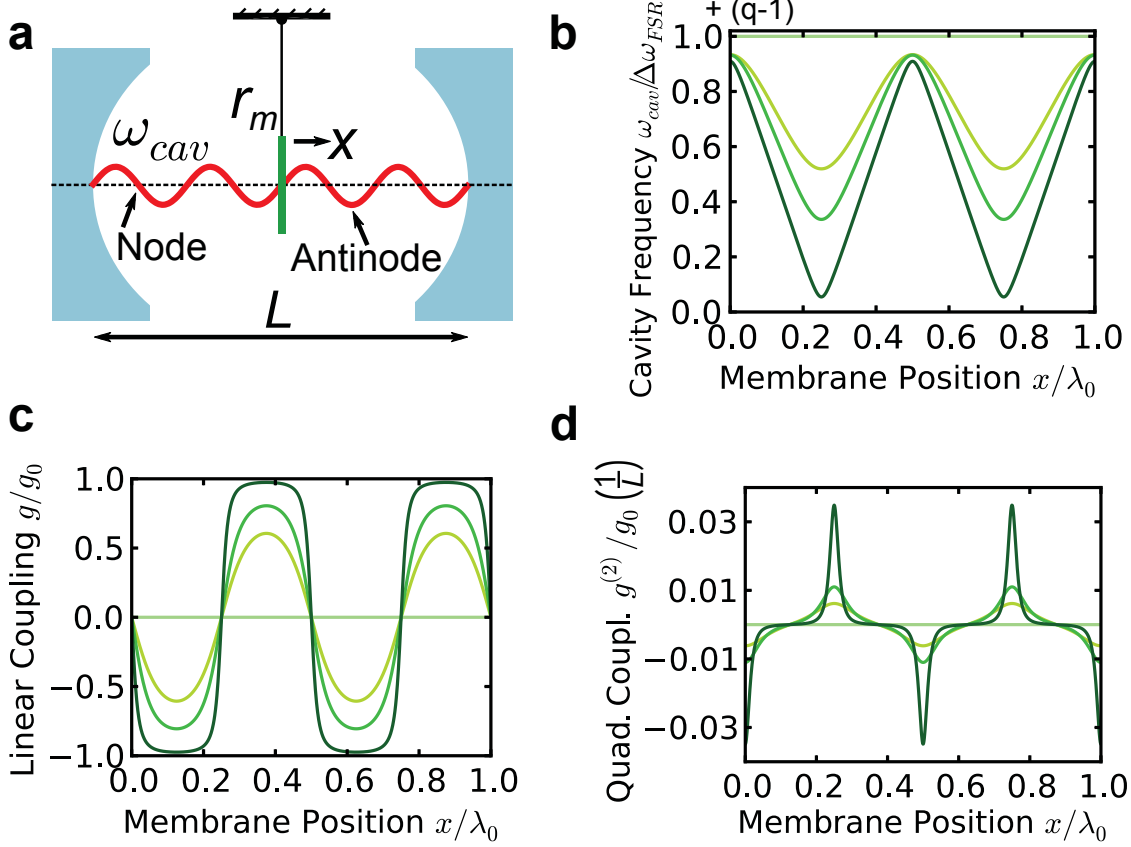 a
r_m
ω_cav
x
Node
Antinode
L
b
+ (q-1)
Cavity Frequency ω_cav/Δω_FSR
1.0
0.8
0.6
0.4
0.2
0.0
0.0 0.2 0.4 0.6 0.8 1.0
Membrane Position x/λ_0
c
Linear Coupling g/g_0
1.0
0.5
0.0
−0.5
−1.0
0.0 0.2 0.4 0.6 0.8 1.0
Membrane Position x/λ_0
d
Quad. Coupl. g^(2)/g_0 (1/L)
0.03
0.01
−0.01
−0.03
0.0 0.2 0.4 0.6 0.8 1.0
Membrane Position x/λ_0